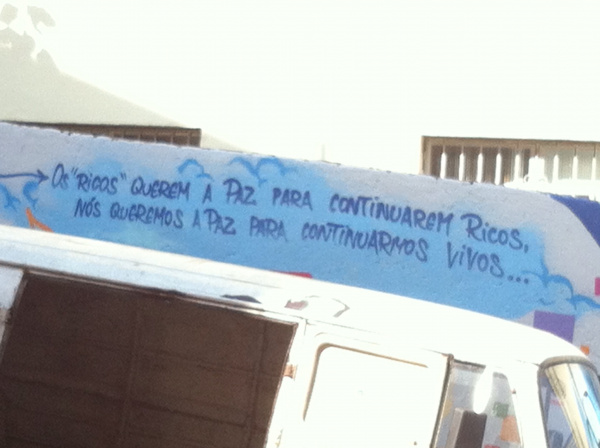 Os "RICOS" QUEREM A PAZ PARA CONTINUAREM RICOS,
NÓS QUEREMOS A PAZ PARA CONTINUARMOS VIVOS...